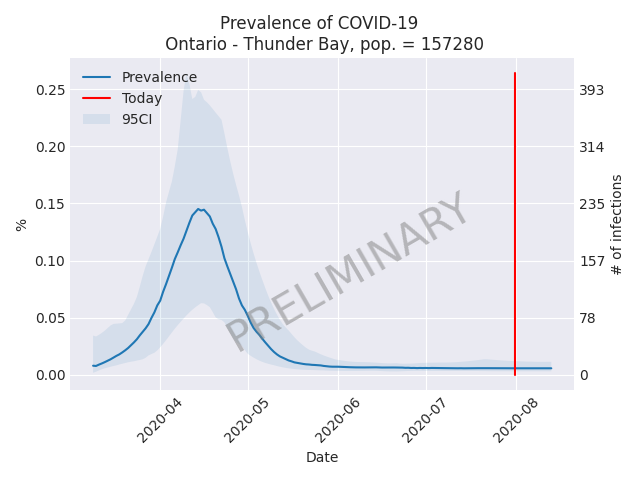 Prevalence of COVID-19
Ontario - Thunder Bay, pop. = 157280
Prevalence
Today
95CI
PRELIMINARY
%
0.25
0.20
0.15
0.10
0.05
0.00
393
314
235
157
78
0
# of infections
2020-04
2020-05
2020-06
2020-07
2020-08
Date